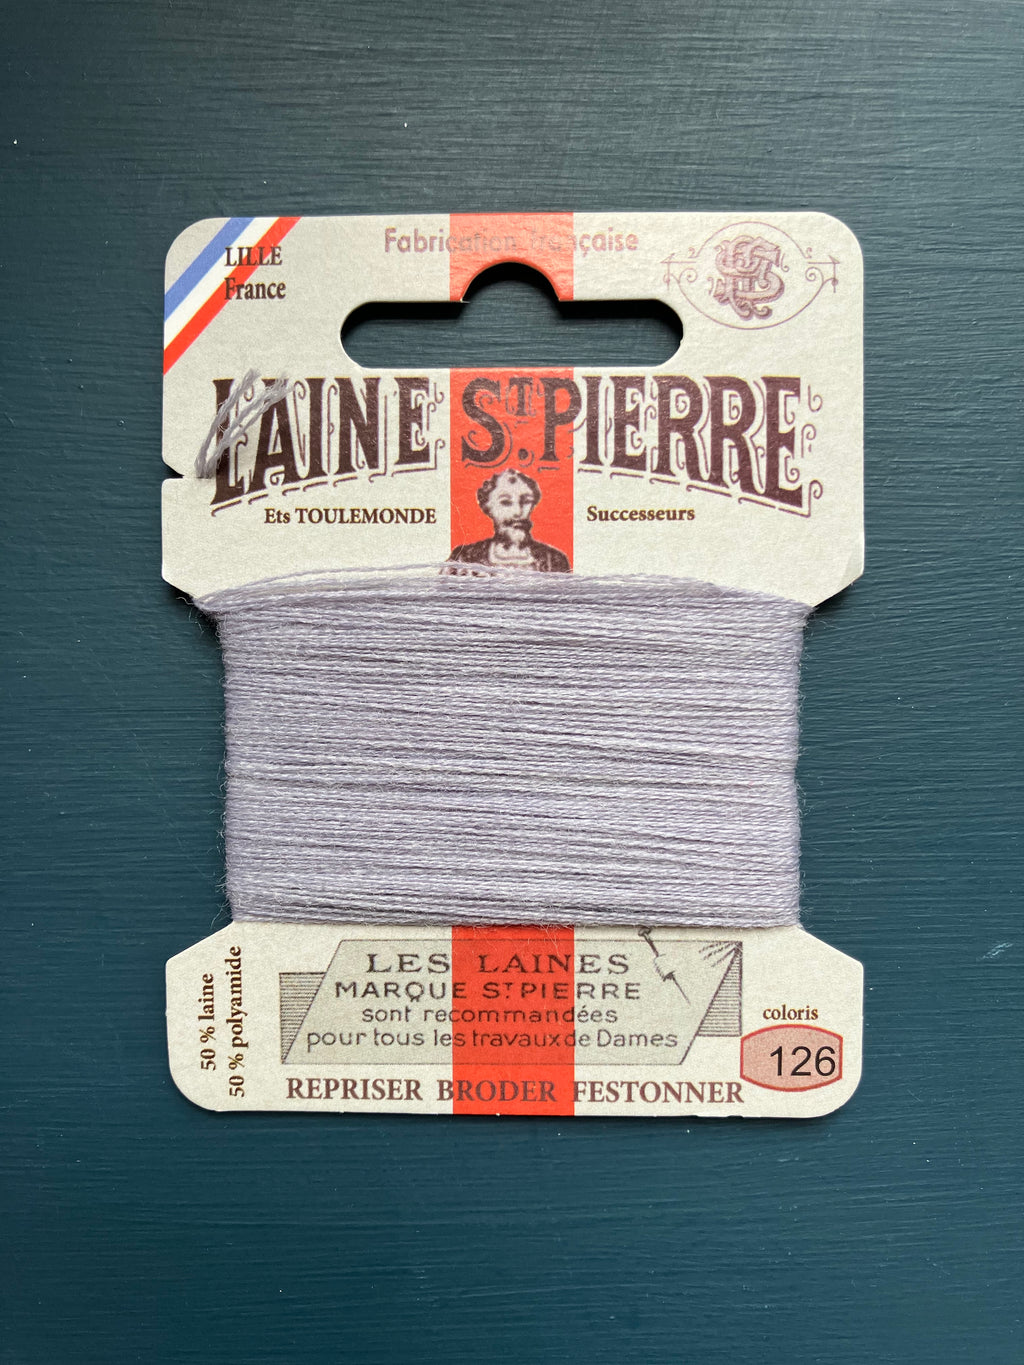 Fabrication française
LILLE
France
LAINE ST. PIERRE
Ets TOULEMONDE Successeurs
50 % laine
50 % polyamide
LES LAINES
MARQUE ST PIERRE
sont recommandées
pour tous les travaux de Dames
coloris
126
REPRISER BRODER FESTONNER